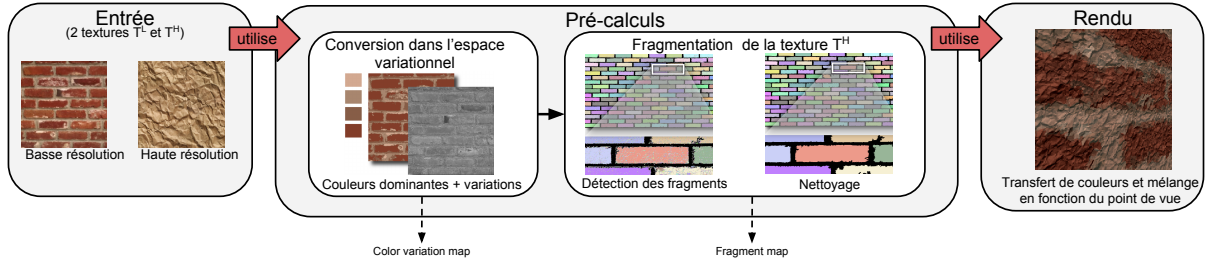 Entrée
(2 textures T^L et T^H)
Basse résolution
Haute résolution
utilise
Pré-calculs
Conversion dans l'espace
variationnel
Couleurs dominantes + variations
Fragmentation de la texture T^H
Détection des fragments
Nettoyage
Color variation map
Fragment map
utilise
Rendu
Transfert de couleurs et mélange
en fonction du point de vue